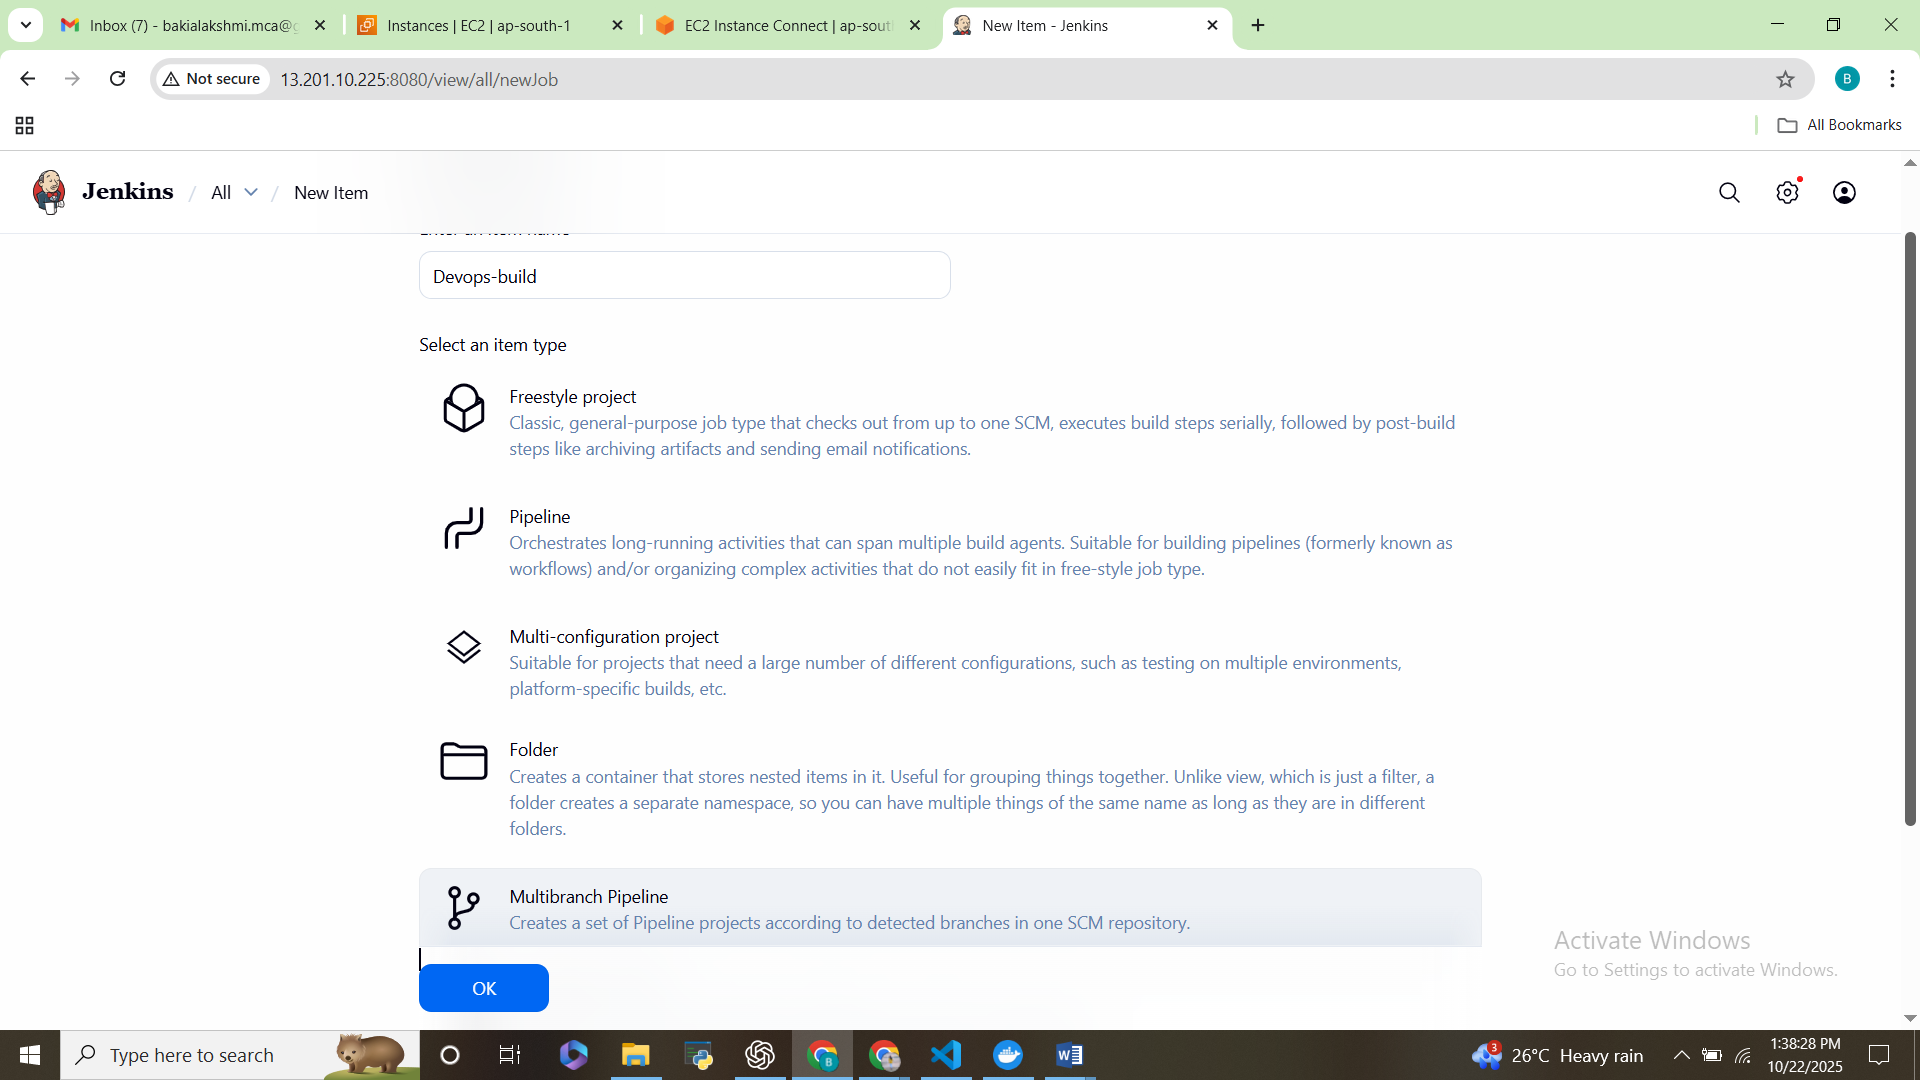 Inbox (7) - bakialakshmi.mca@g
Instances | EC2 | ap-south-1
EC2 Instance Connect | ap-sout
New Item - Jenkins
Not secure
13.201.10.225:8080/view/all/newJob
B
All Bookmarks
Jenkins / All / New Item
Enter an item name
Devops-build
Select an item type
Freestyle project
Classic, general-purpose job type that checks out from up to one SCM, executes build steps serially, followed by post-build
steps like archiving artifacts and sending email notifications.
Pipeline
Orchestrates long-running activities that can span multiple build agents. Suitable for building pipelines (formerly known as
workflows) and/or organizing complex activities that do not easily fit in free-style job type.
Multi-configuration project
Suitable for projects that need a large number of different configurations, such as testing on multiple environments,
platform-specific builds, etc.
Folder
Creates a container that stores nested items in it. Useful for grouping things together. Unlike view, which is just a filter, a
folder creates a separate namespace, so you can have multiple things of the same name as long as they are in different
folders.
Multibranch Pipeline
Creates a set of Pipeline projects according to detected branches in one SCM repository.
OK
Activate Windows
Go to Settings to activate Windows.
Type here to search
B
W
3
26°C Heavy rain
1:38:28 PM
10/22/2025